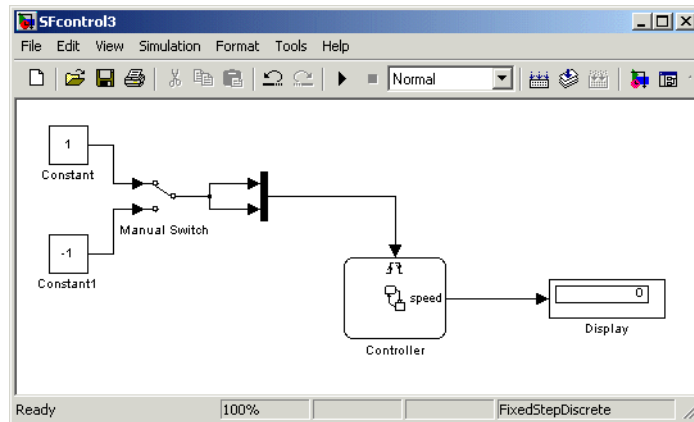 SFcontrol3
File Edit View Simulation Format Tools Help
Normal
1
Constant
Manual Switch
-1
Constant1
speed
Controller
0
Display
Ready 100% FixedStepDiscrete